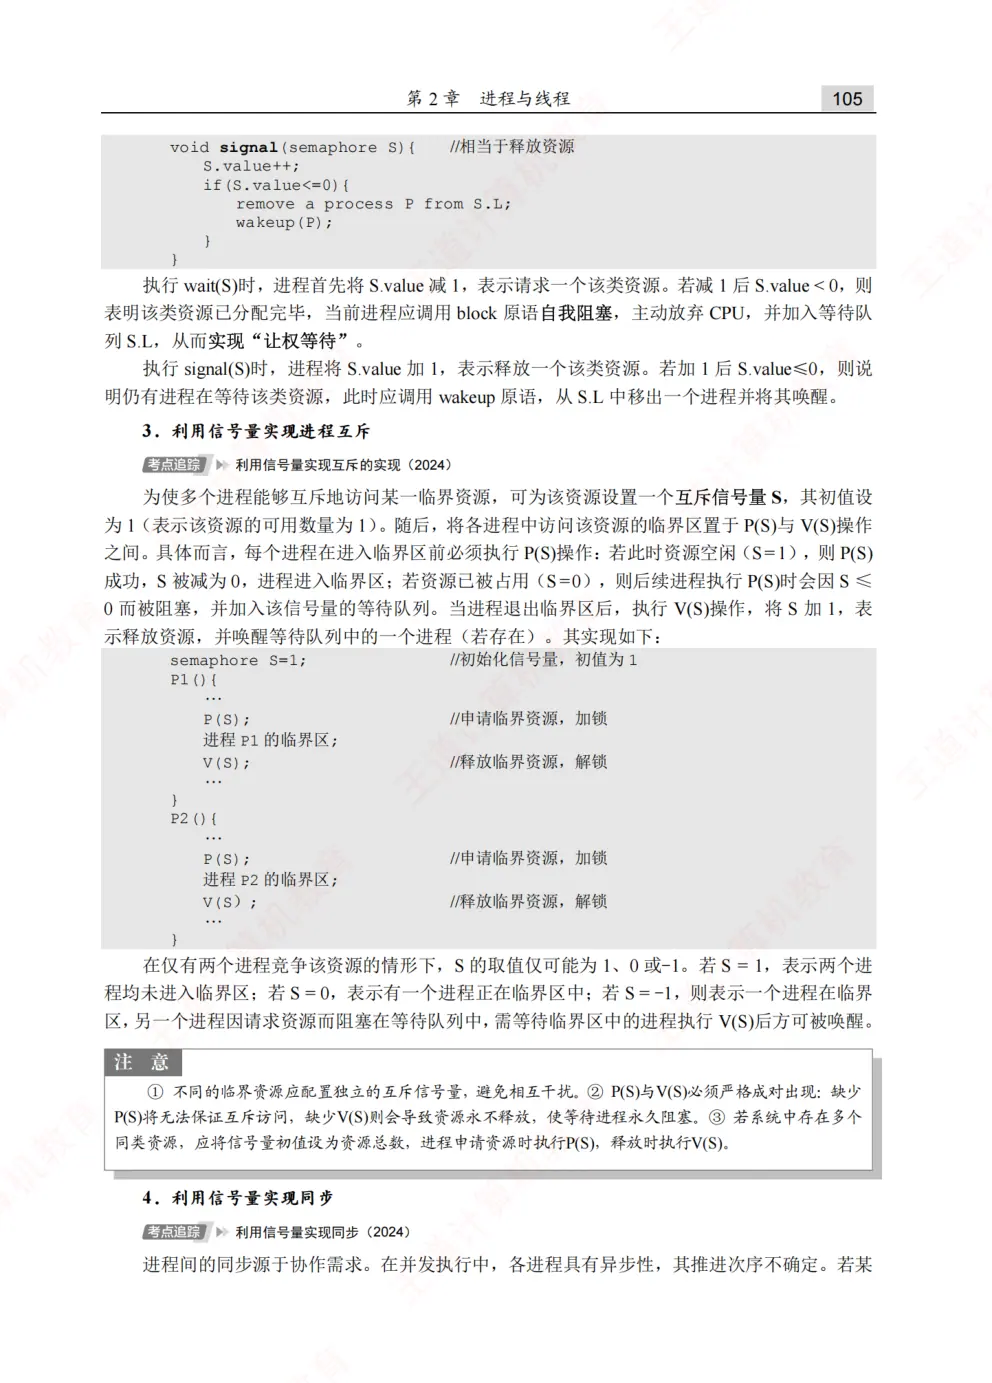 第 2 章　进程与线程
105
void signal(semaphore S){ //相当于释放资源
S.value++;
if(S.value<=0){
remove a process P from S.L;
wakeup(P);
}
}
执行 wait(S)时，进程首先将 S.value 减 1，表示请求一个该类资源。若减 1 后 S.value < 0，则
表明该类资源已分配完毕，当前进程应调用 block 原语自我阻塞，主动放弃 CPU，并加入等待队
列 S.L，从而实现“让权等待”。
执行 signal(S)时，进程将 S.value 加 1，表示释放一个该类资源。若加 1 后 S.value≤0，则说
明仍有进程在等待该类资源，此时应调用 wakeup 原语，从 S.L 中移出一个进程并将其唤醒。
3．利用信号量实现进程互斥
考点追踪 利用信号量实现互斥的实现（2024）
为使多个进程能够互斥地访问某一临界资源，可为该资源设置一个互斥信号量 S，其初值设
为 1（表示该资源的可用数量为 1）。随后，将各进程中访问该资源的临界区置于 P(S)与 V(S)操作
之间。具体而言，每个进程在进入临界区前必须执行 P(S)操作：若此时资源空闲（S=1），则 P(S)
成功，S 被减为 0，进程进入临界区；若资源已被占用（S=0），则后续进程执行 P(S)时会因 S ≤
0 而被阻塞，并加入该信号量的等待队列。当进程退出临界区后，执行 V(S)操作，将 S 加 1，表
示释放资源，并唤醒等待队列中的一个进程（若存在）。其实现如下：
semaphore S=1; //初始化信号量，初值为 1
P1(){
…
P(S); //申请临界资源，加锁
进程 P1 的临界区;
V(S); //释放临界资源，解锁
…
}
P2(){
…
P(S); //申请临界资源，加锁
进程 P2 的临界区;
V(S）; //释放临界资源，解锁
…
}
在仅有两个进程竞争该资源的情形下，S 的取值仅可能为 1、0 或-1。若 S = 1，表示两个进
程均未进入临界区；若 S = 0，表示有一个进程正在临界区中；若 S = -1，则表示一个进程在临界
区，另一个进程因请求资源而阻塞在等待队列中，需等待临界区中的进程执行 V(S)后方可被唤醒。
注 意
① 不同的临界资源应配置独立的互斥信号量，避免相互干扰。② P(S)与V(S)必须严格成对出现：缺少
P(S)将无法保证互斥访问，缺少V(S)则会导致资源永不释放，使等待进程永久阻塞。③ 若系统中存在多个
同类资源，应将信号量初值设为资源总数，进程申请资源时执行P(S)，释放时执行V(S)。
4．利用信号量实现同步
考点追踪 利用信号量实现同步（2024）
进程间的同步源于协作需求。在并发执行中，各进程具有异步性，其推进次序不确定。若某